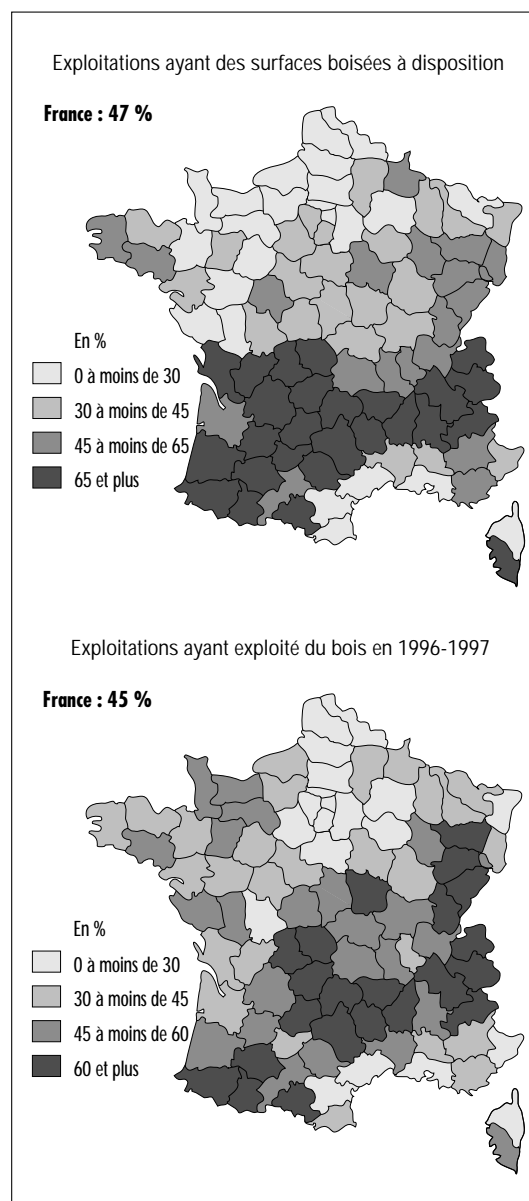 Exploitations ayant des surfaces boisées à disposition
France : 47 %
En %
0 à moins de 30
30 à moins de 45
45 à moins de 65
65 et plus
Exploitations ayant exploité du bois en 1996-1997
France : 45 %
En %
0 à moins de 30
30 à moins de 45
45 à moins de 60
60 et plus